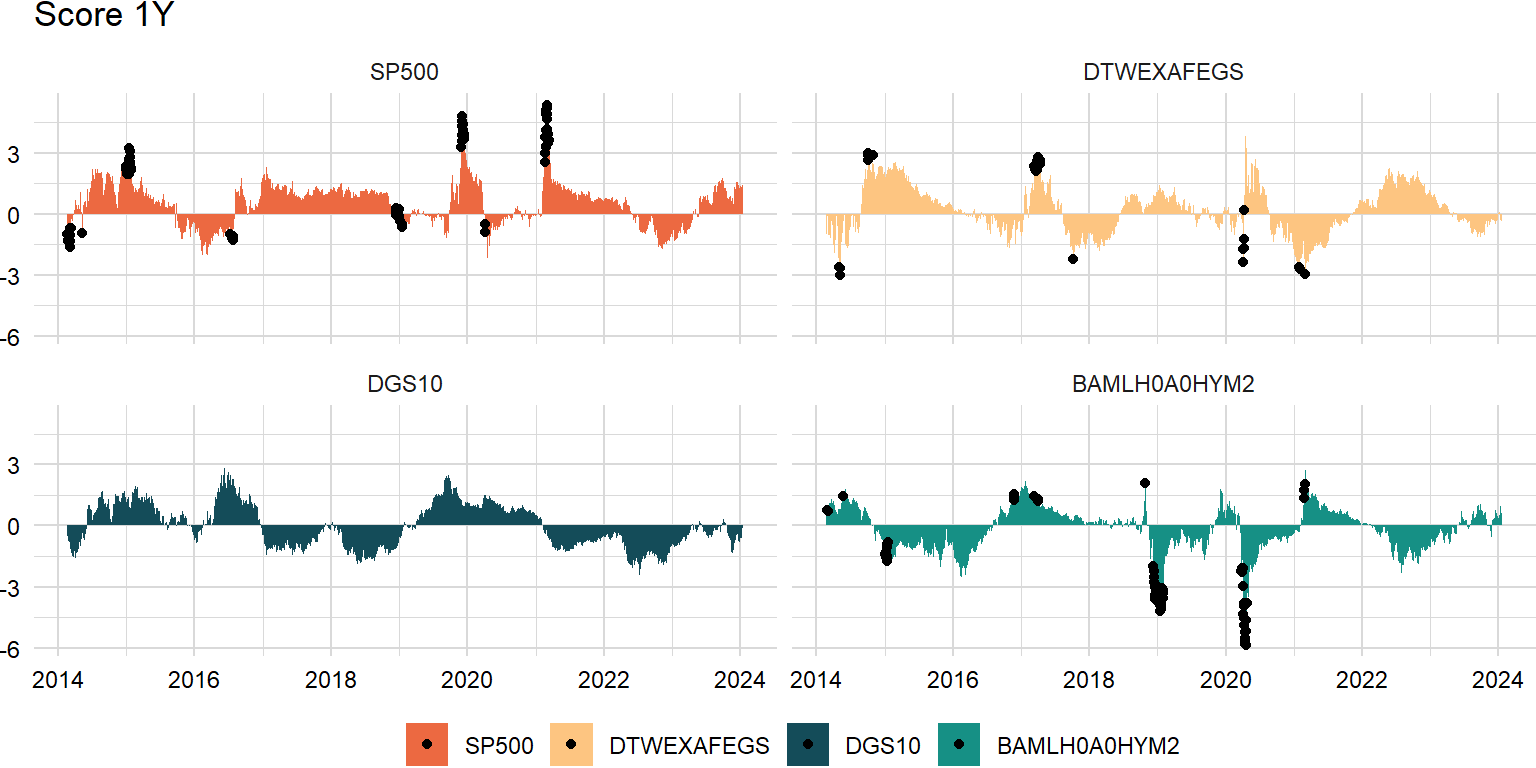 Score 1Y
SP500 DTWEXAFEGS
3
0
-3
-6
DGS10 BAMLH0A0HYM2
3
0
-3
-6
2014 2016 2018 2020 2022 2024 2014 2016 2018 2020 2022 2024
SP500 DTWEXAFEGS DGS10 BAMLH0A0HYM2